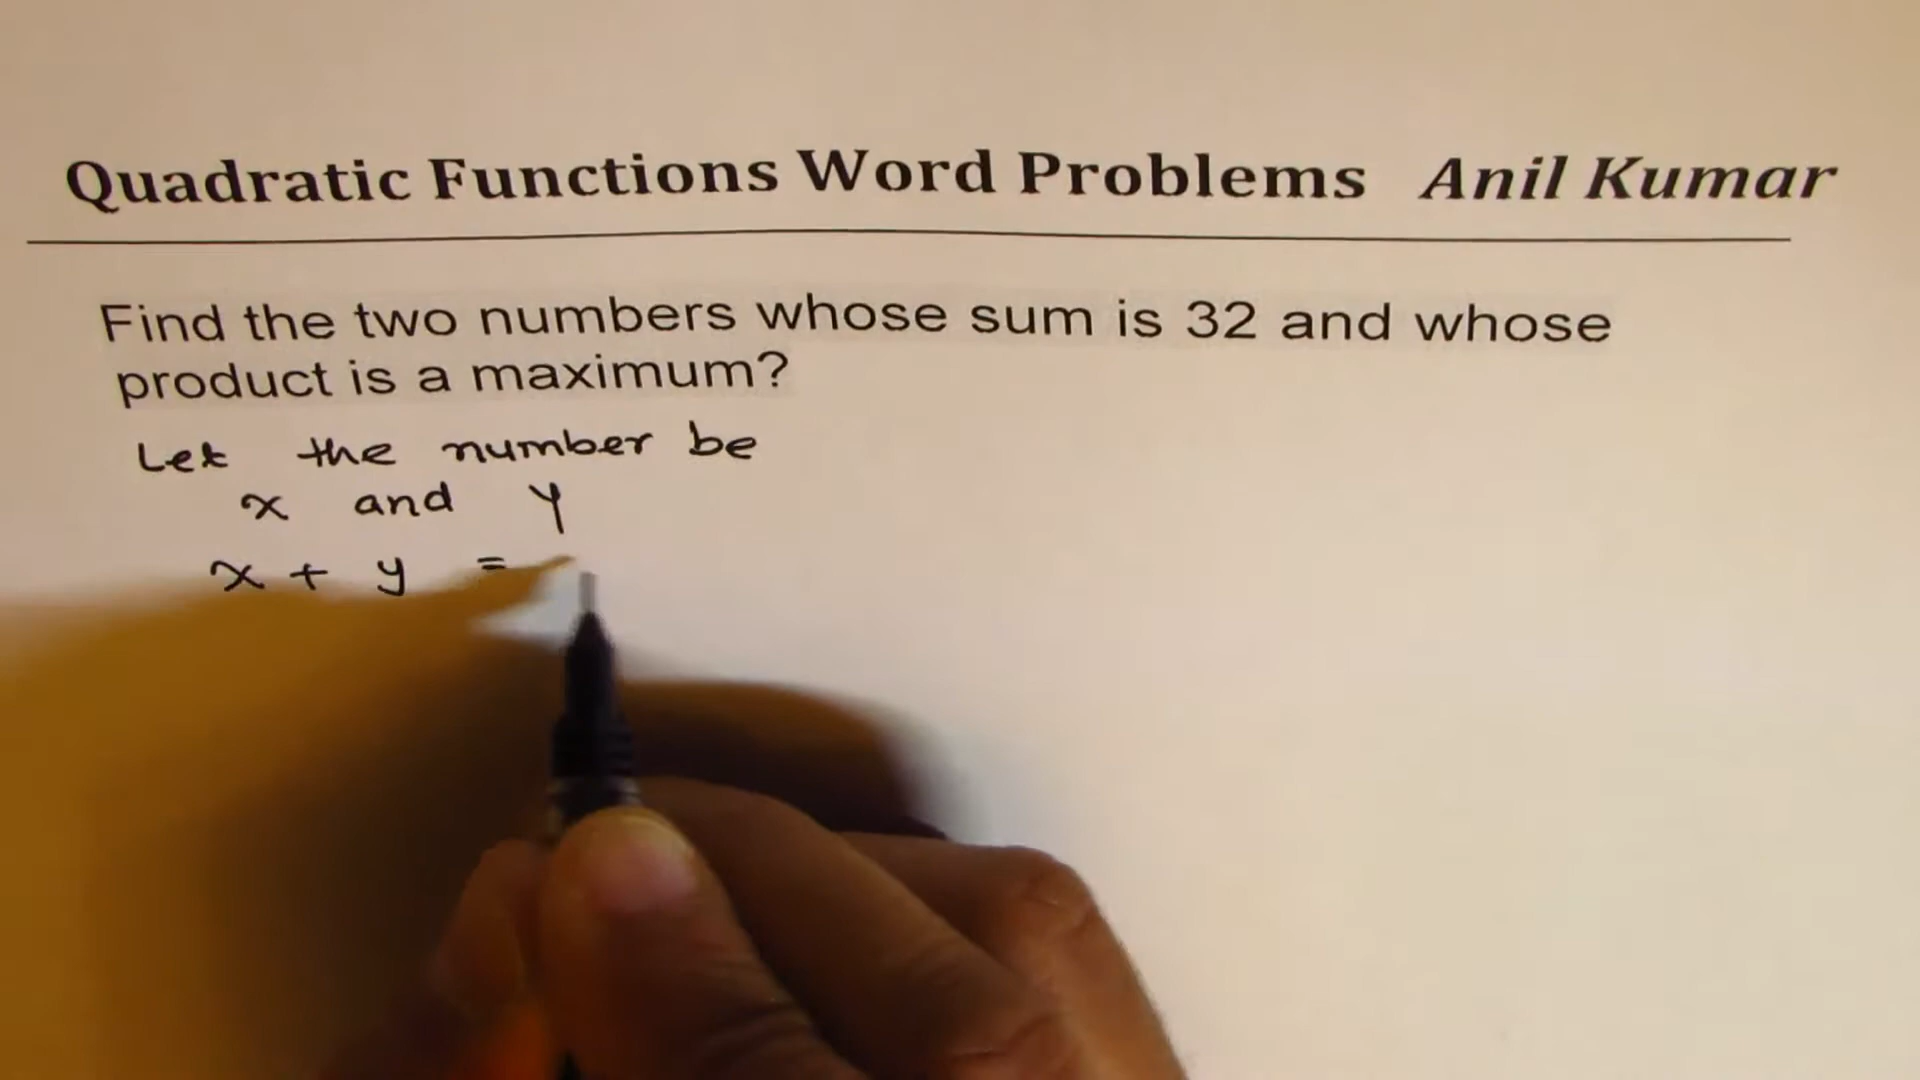 Quadratic Functions Word Problems Anil Kumar
Find the two numbers whose sum is 32 and whose
product is a maximum?
Let the number be
x and y
x + y =